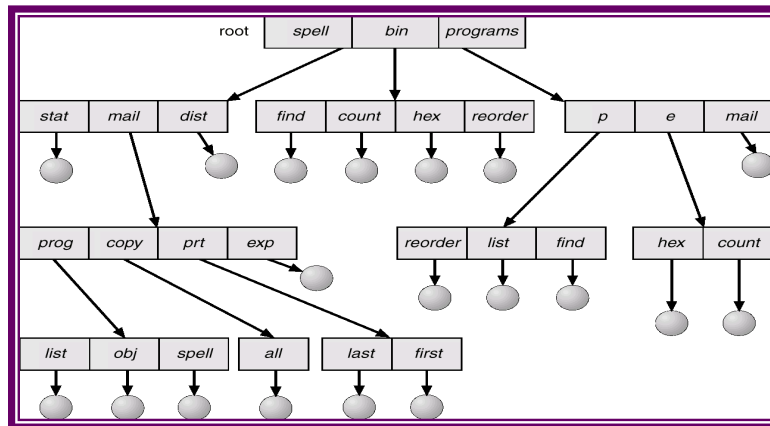 root spell bin programs
stat mail dist find count hex reorder p e mail
prog copy prt exp reorder list find hex count
list obj spell all last first